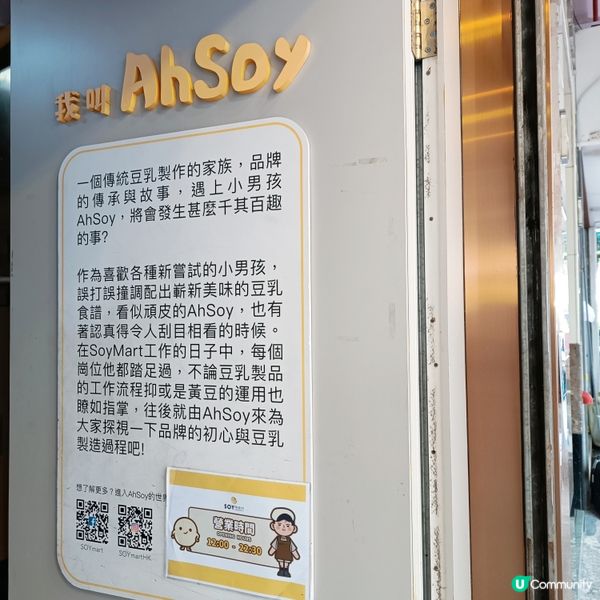 我叫 AhSoy
一個傳統豆乳製作的家族，品牌
的傳承與故事，遇上小男孩
AhSoy，將會發生甚麼千其百趣
的事?
作為喜歡各種新嘗試的小男孩，
誤打誤撞調配出嶄新美味的豆乳
食譜，看似頑皮的AhSoy，也有
著認真得令人刮目相看的時候。
在SoyMart工作的日子中，每個
崗位他都踏足過，不論豆乳製品
的工作流程抑或是黃豆的運用也
瞭如指掌，往後就由AhSoy來為
大家探視一下品牌的初心與豆乳
製造過程吧!
想了解更多？進入AhSoy的世界
SOYmart
SOYmartHK
營業時間
OPENING HOURS
12:00 - 22:30
U Community